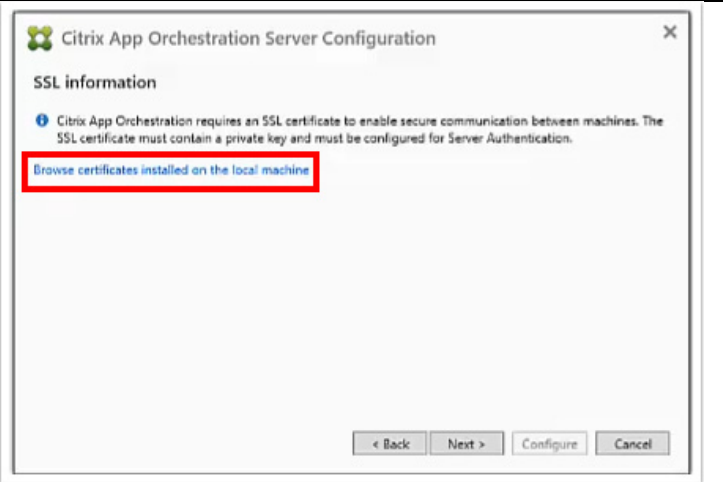 Citrix App Orchestration Server Configuration
SSL information
Citrix App Orchestration requires an SSL certificate to enable secure communication between machines. The
SSL certificate must contain a private key and must be configured for Server Authentication.
Browse certificates installed on the local machine
< Back Next > Configure Cancel